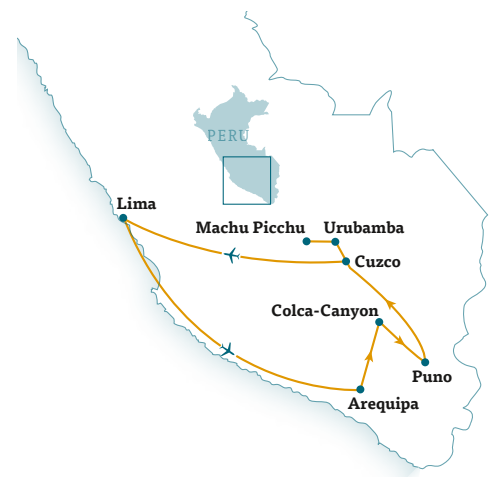 PERU
Lima
Machu Picchu
Urubamba
Cuzco
Colca-Canyon
Puno
Arequipa